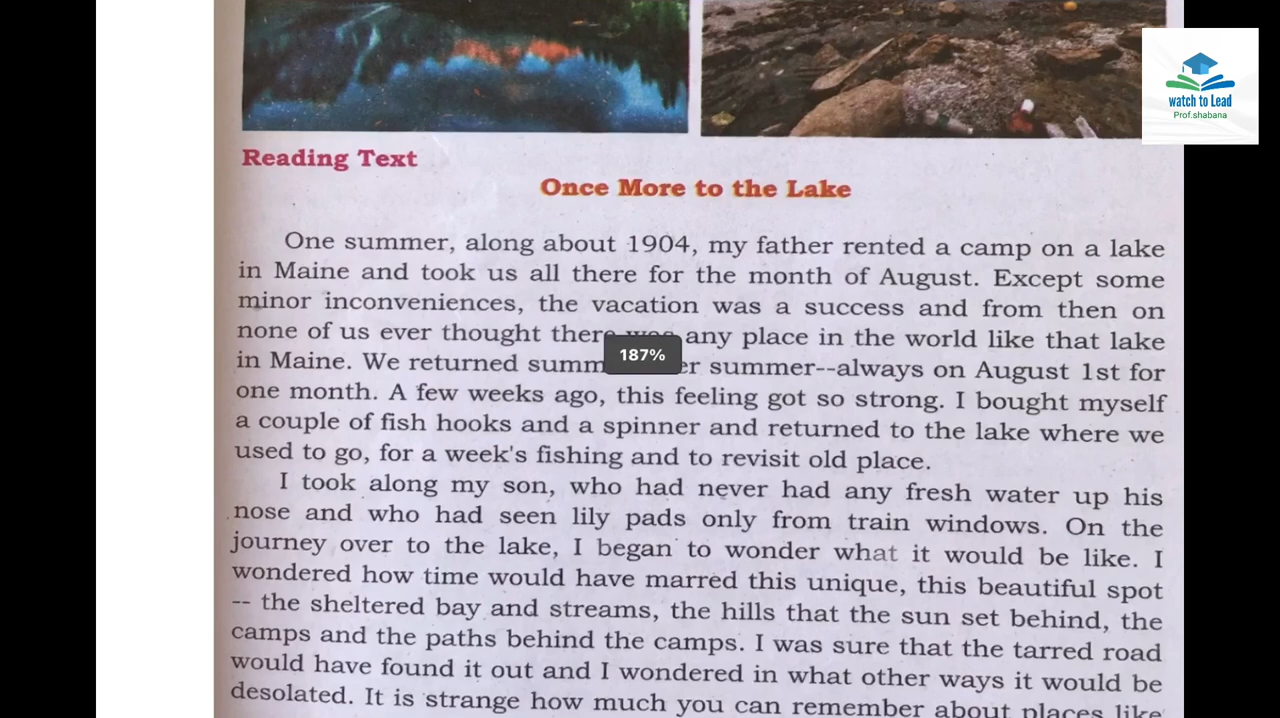 watch to Lead
Prof.shabana
Reading Text
Once More to the Lake
One summer, along about 1904, my father rented a camp on a lake
in Maine and took us all there for the month of August. Except some
minor inconveniences, the vacation was a success and from then on
none of us ever thought there was any place in the world like that lake
187%
in Maine. We returned summ er summer--always on August 1st for
one month. A few weeks ago, this feeling got so strong. I bought myself
a couple of fish hooks and a spinner and returned to the lake where we
used to go, for a week's fishing and to revisit old place.
I took along my son, who had never had any fresh water up his
nose and who had seen lily pads only from train windows. On the
journey over to the lake, I began to wonder what it would be like. I
wondered how time would have marred this unique, this beautiful spot
-- the sheltered bay and streams, the hills that the sun set behind, the
camps and the paths behind the camps. I was sure that the tarred road
would have found it out and I wondered in what other ways it would be
desolated. It is strange how much you can remember about places like